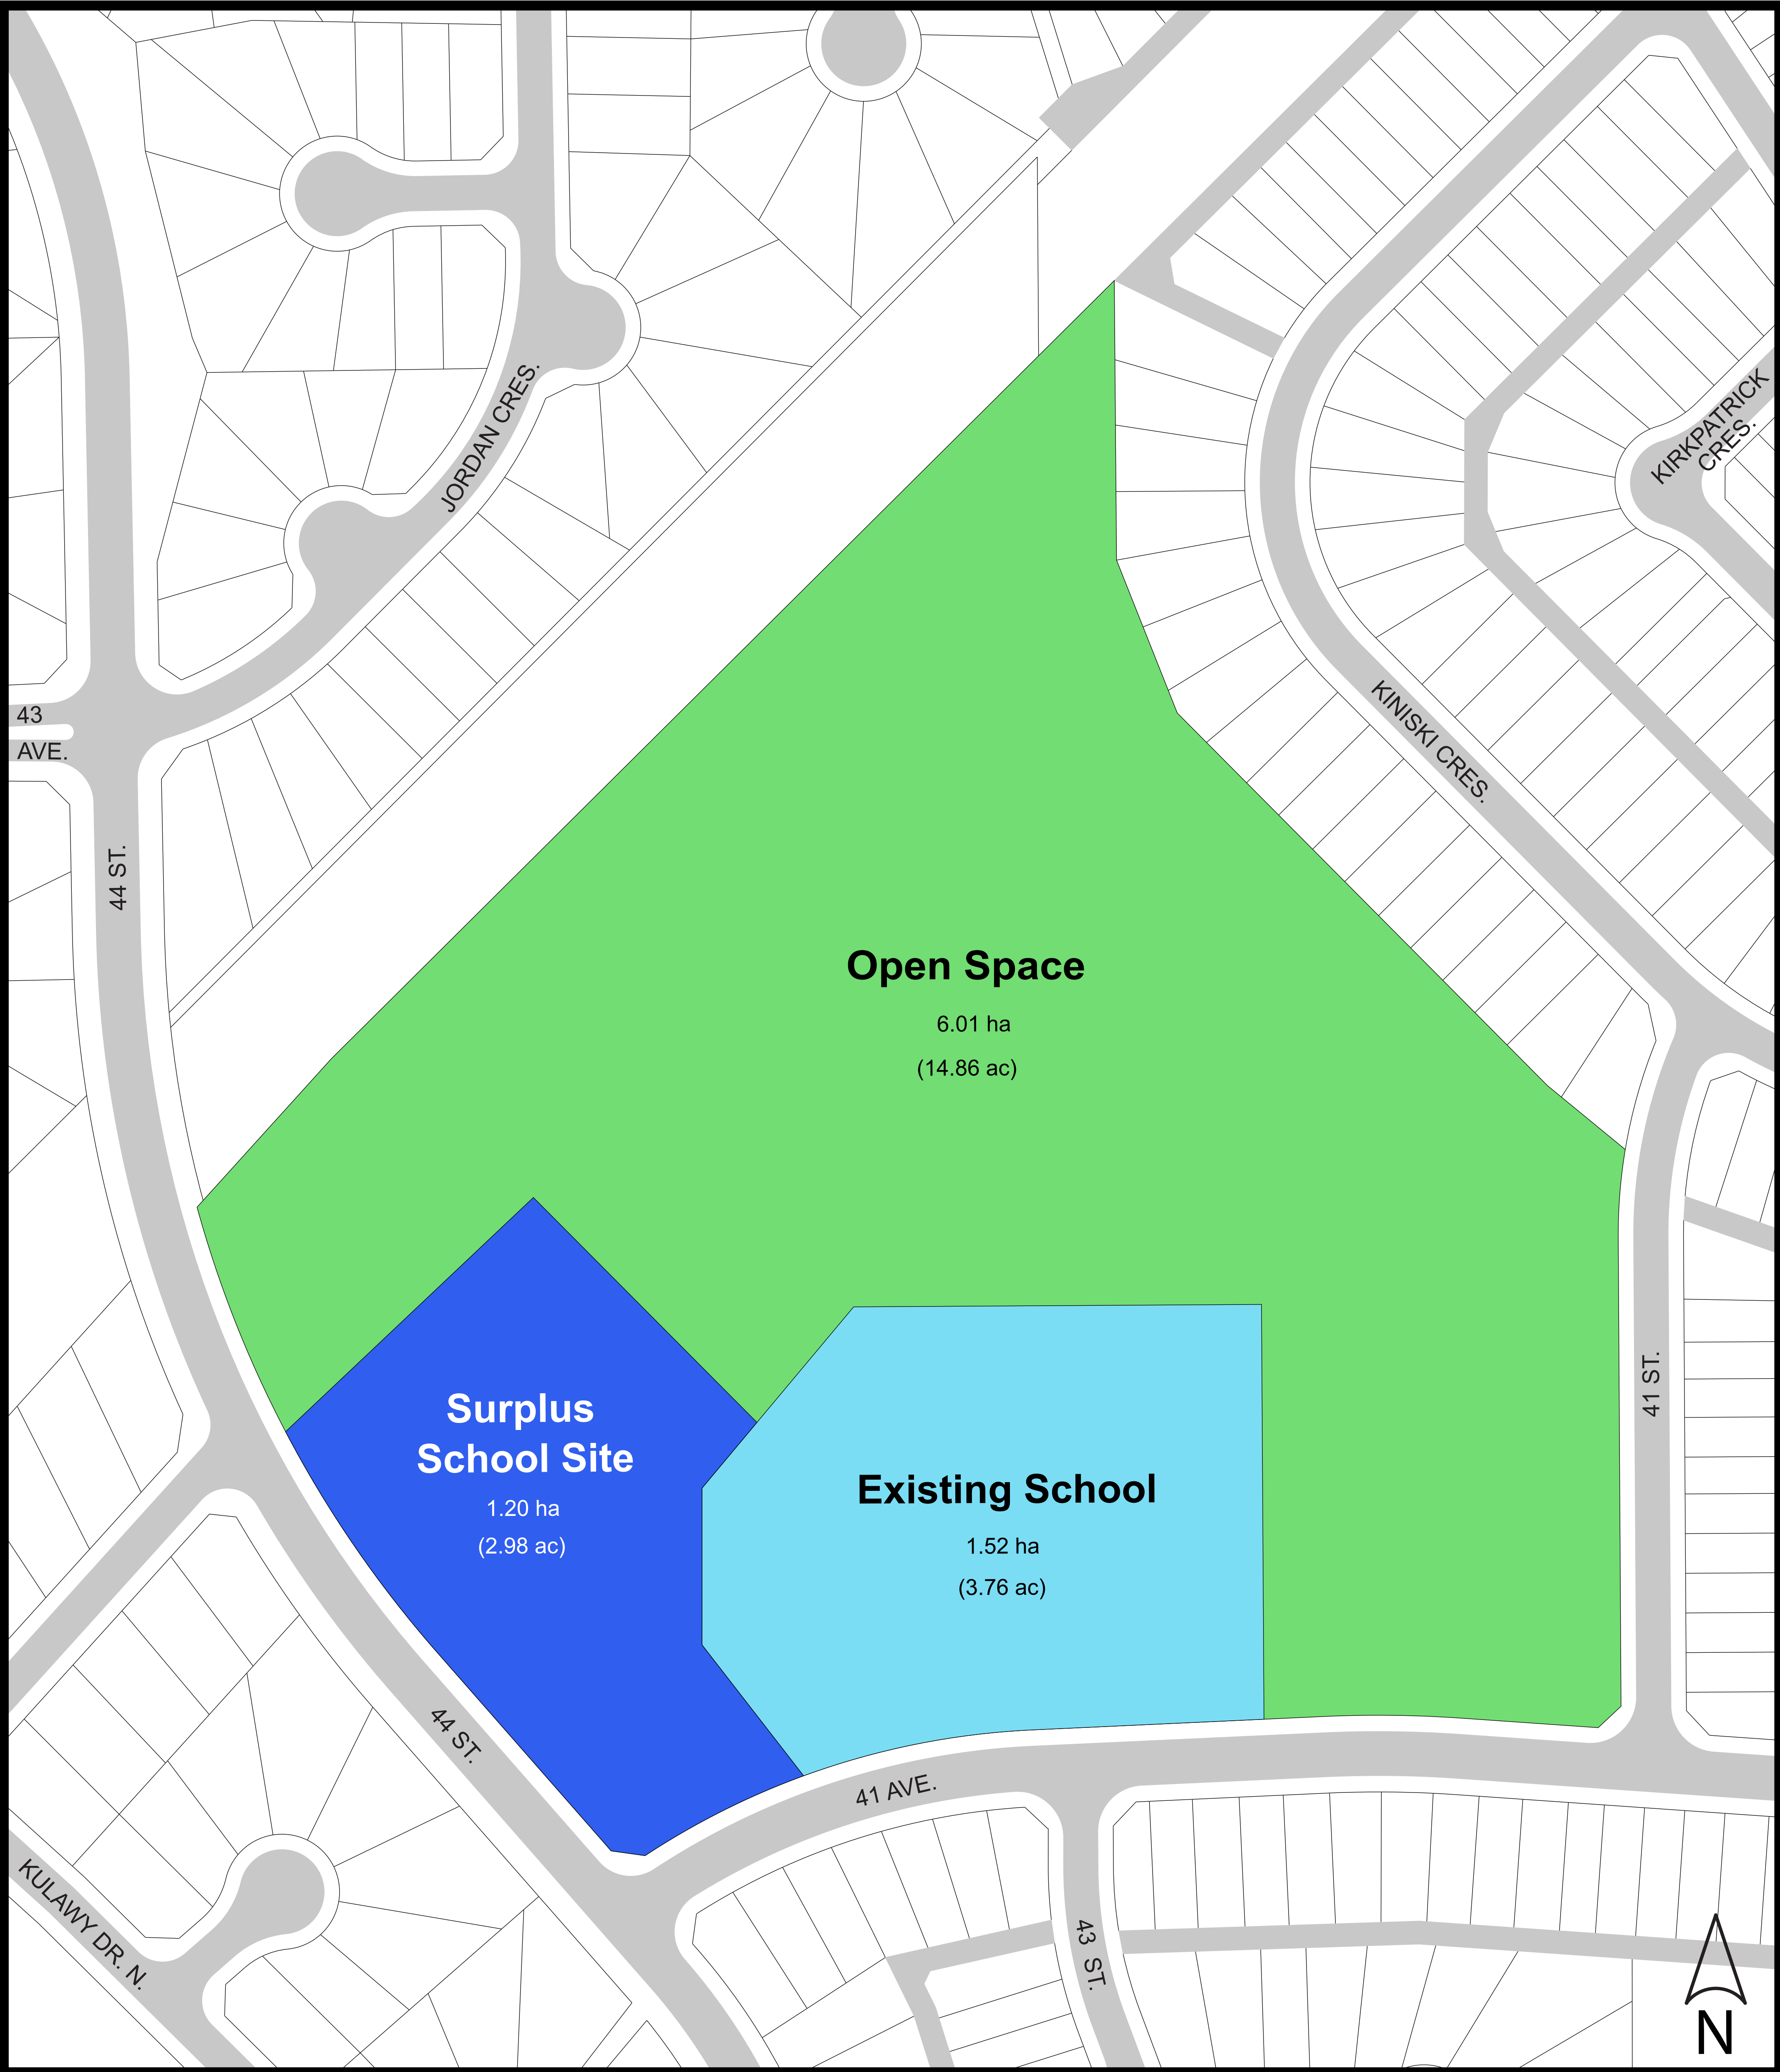 JORDAN CRES.
KIRKPATRICK
CRES.
43
AVE.
KINISKI CRES.
44 ST.
Open Space
6.01 ha
(14.86 ac)
41 ST.
Surplus
School Site
1.20 ha
(2.98 ac)
Existing School
1.52 ha
(3.76 ac)
44 ST.
41 AVE.
KULAWY DR. N.
43 ST.
N